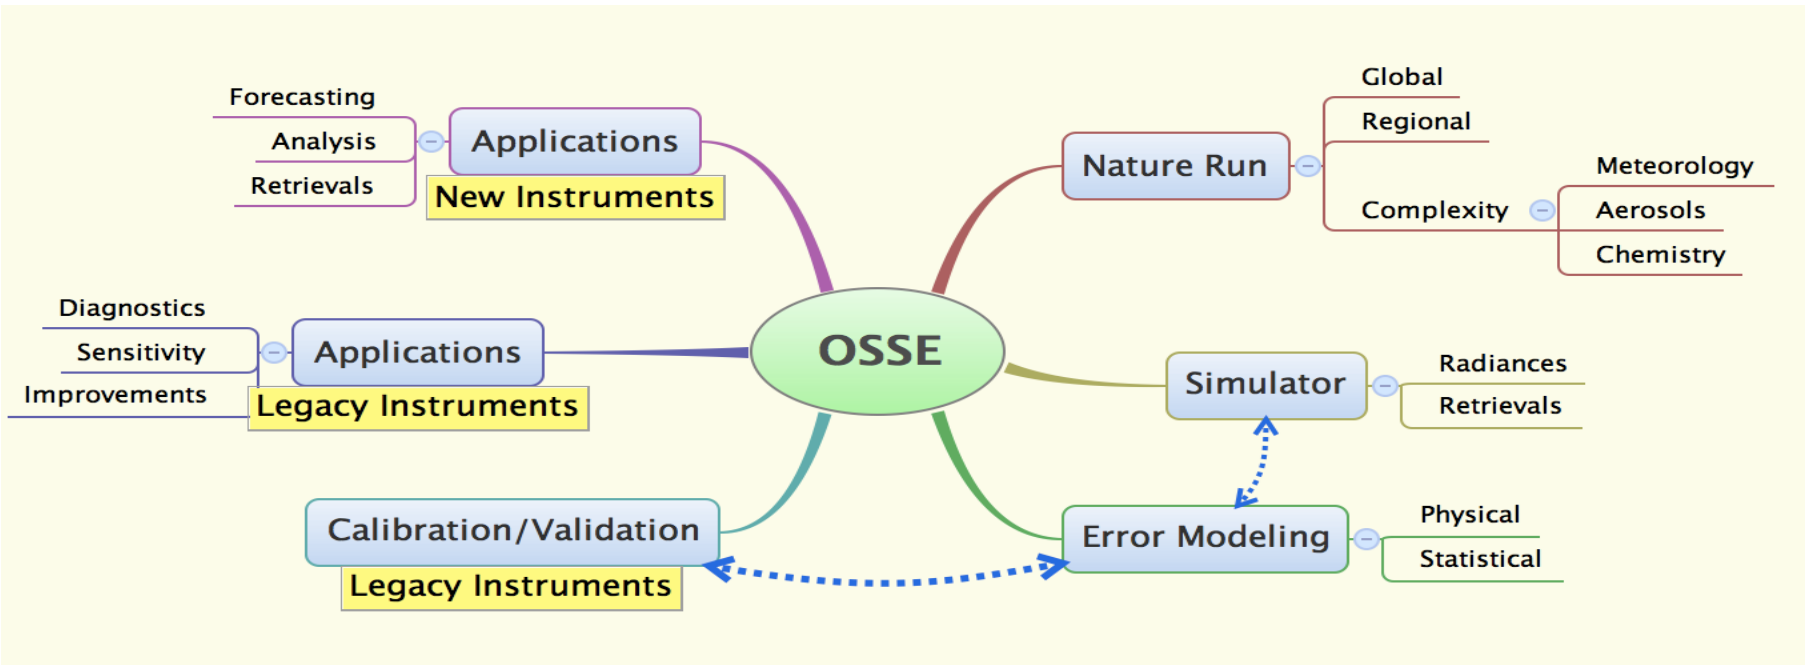 Forecasting
Analysis
Retrievals
Applications
New Instruments
Diagnostics
Sensitivity
Improvements
Applications
Legacy Instruments
Calibration/Validation
Legacy Instruments
OSSE
Nature Run
Global
Regional
Complexity
Meteorology
Aerosols
Chemistry
Simulator
Radiances
Retrievals
Error Modeling
Physical
Statistical